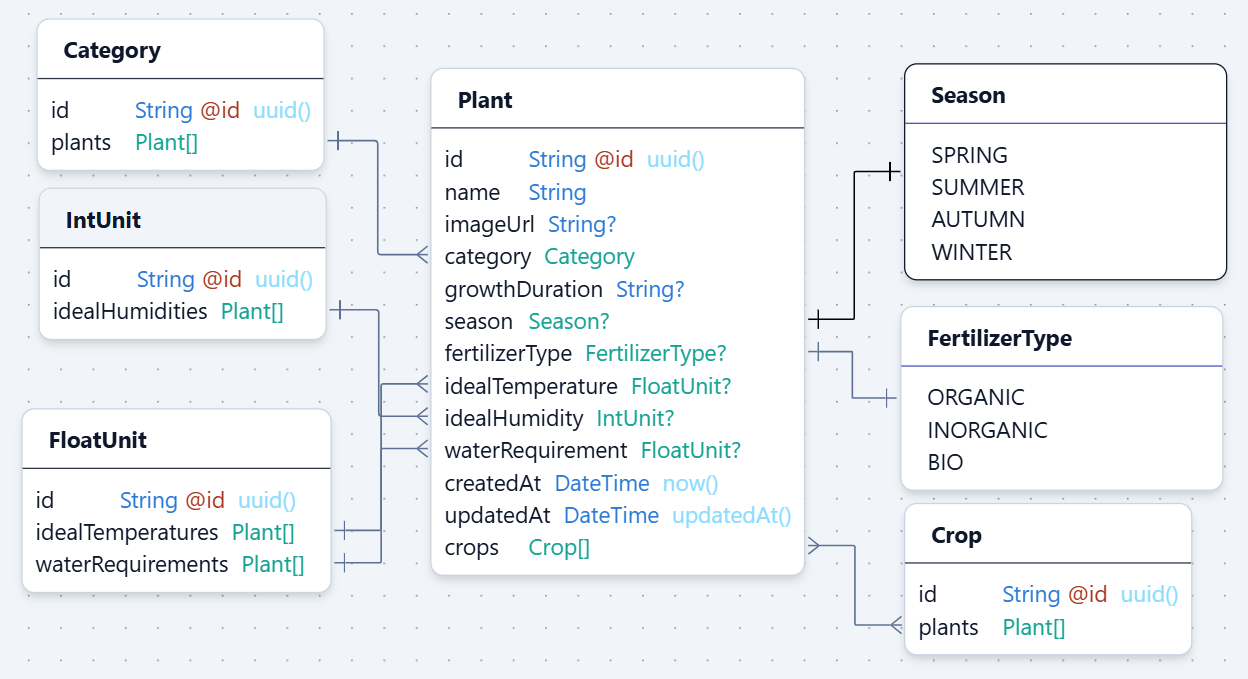 Category
id String @id uuid()
plants Plant[]
IntUnit
id String @id uuid()
idealHumidities Plant[]
FloatUnit
id String @id uuid()
idealTemperatures Plant[]
waterRequirements Plant[]
Plant
id String @id uuid()
name String
imageUrl String?
category Category
growthDuration String?
season Season?
fertilizerType FertilizerType?
idealTemperature FloatUnit?
idealHumidity IntUnit?
waterRequirement FloatUnit?
createdAt DateTime now()
updatedAt DateTime updatedAt()
crops Crop[]
Season
SPRING
SUMMER
AUTUMN
WINTER
FertilizerType
ORGANIC
INORGANIC
BIO
Crop
id String @id uuid()
plants Plant[]